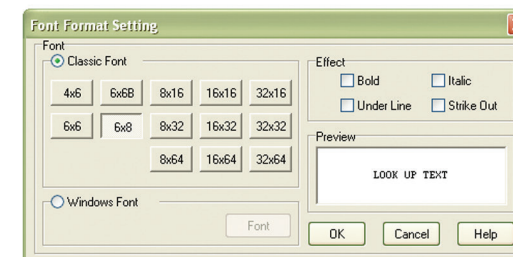 Font Format Setting
Font
Classic Font
4x6 6x6B 8x16 16x16 32x16
6x6 6x8 8x32 16x32 32x32
8x64 16x64 32x64
Windows Font
Font
Effect
Bold Italic
Under Line Strike Out
Preview
LOOK UP TEXT
OK Cancel Help